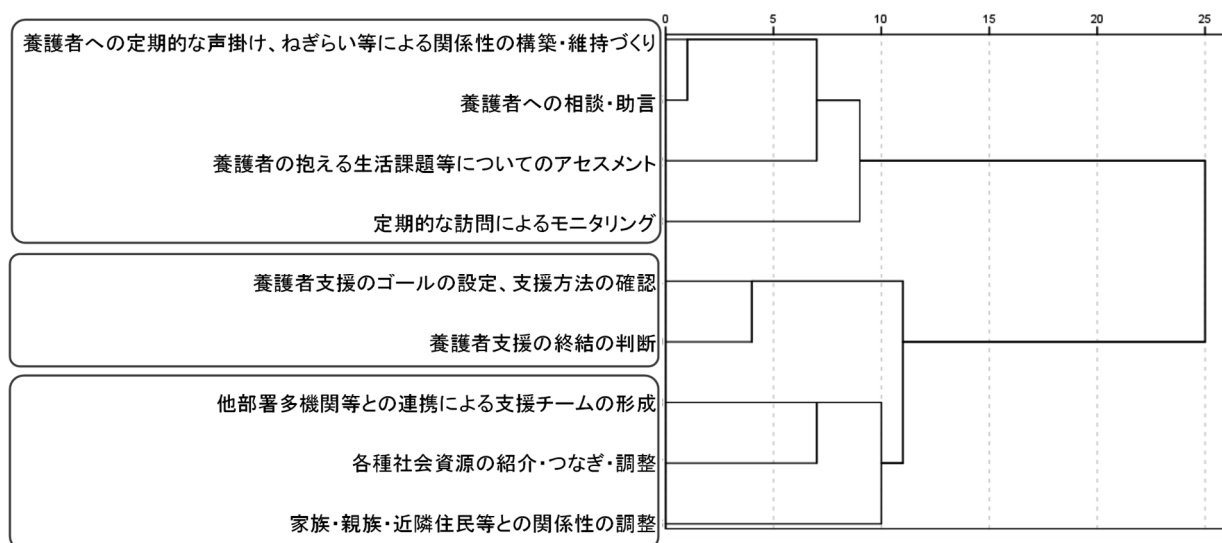 0 5 10 15 20 25
養護者への定期的な声掛け、ねぎらい等による関係性の構築・維持づくり
養護者への相談・助言
養護者の抱える生活課題等についてのアセスメント
定期的な訪問によるモニタリング
養護者支援のゴールの設定、支援方法の確認
養護者支援の終結の判断
他部署多機関等との連携による支援チームの形成
各種社会資源の紹介・つなぎ・調整
家族・親族・近隣住民等との関係性の調整